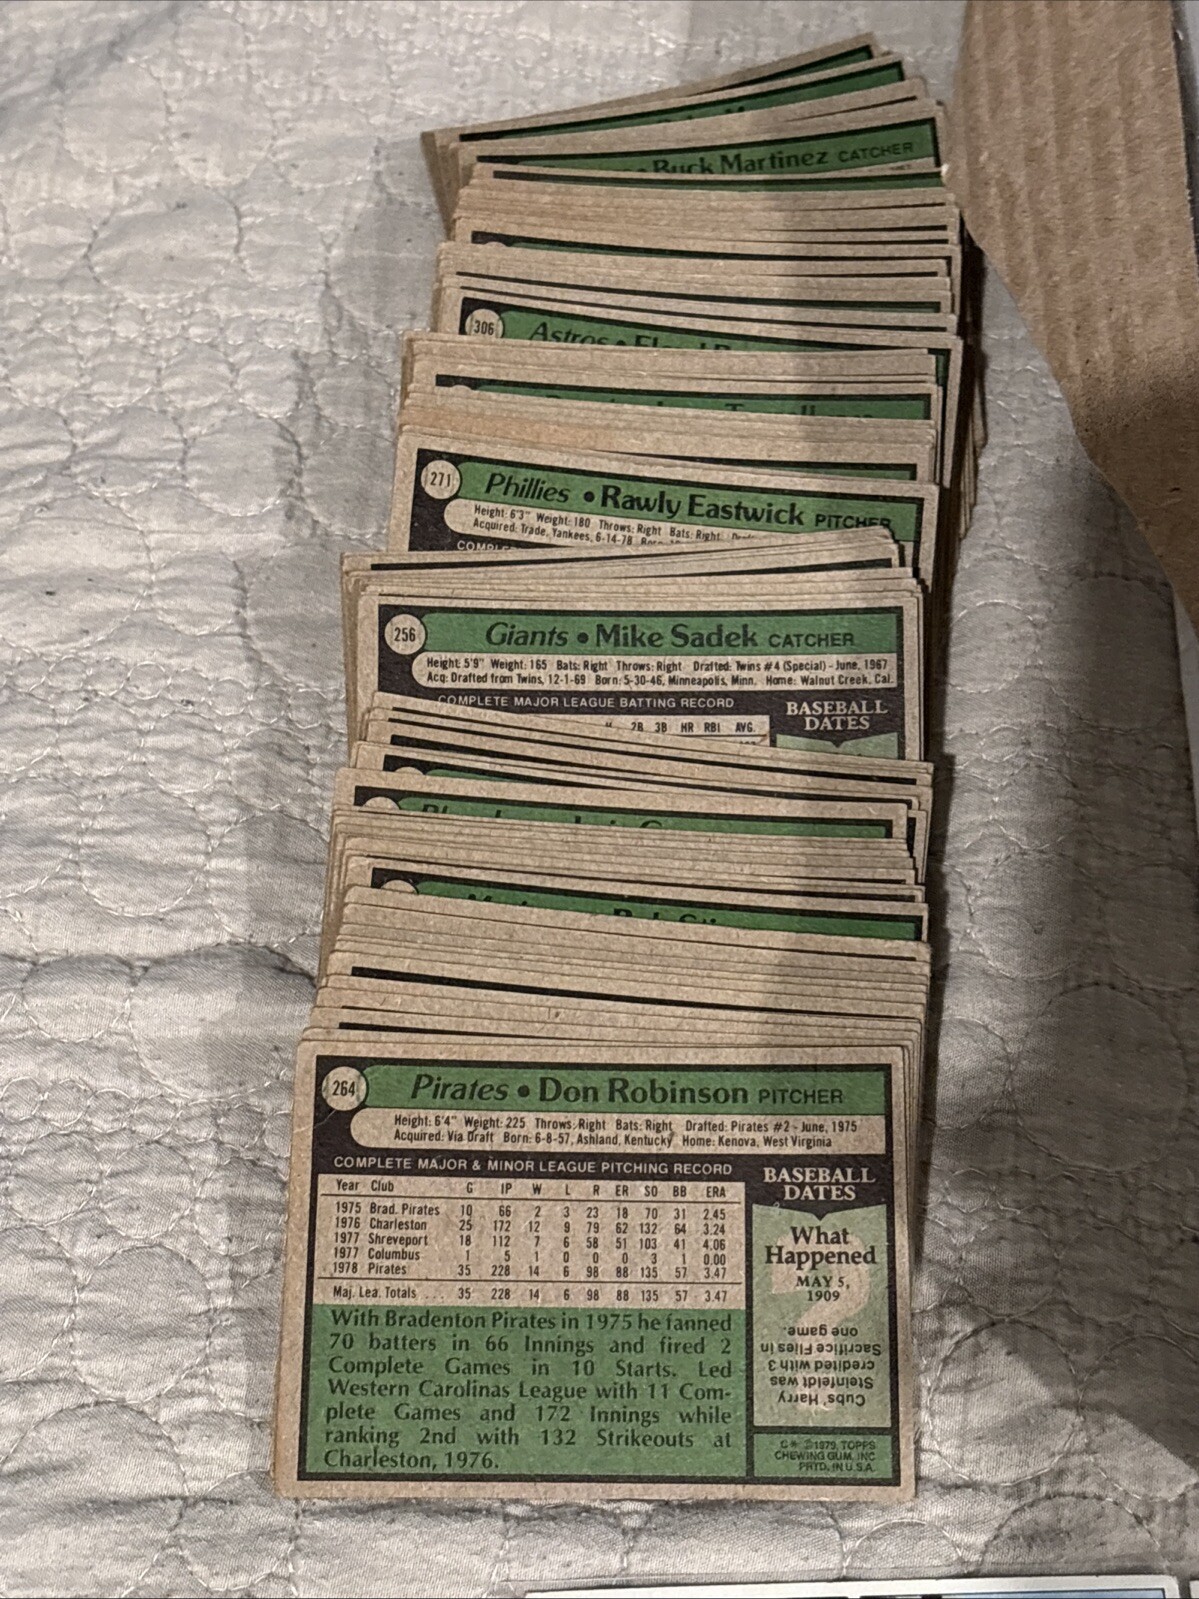 Buck Martinez CATCHER
306 Astros •
271 Phillies • Rawly Eastwick PITCHER
Height: 6'3" Weight: 180 Throws: Right Bats: Right
Acquired: Trade, Yankees, 6-14-78
256 Giants • Mike Sadek CATCHER
Height: 5'9" Weight: 165 Bats: Right Throws: Right Drafted: Twins #4 (Special) - June, 1967
Acq: Drafted from Twins, 12-1-69 Born: 5-30-46, Minneapolis, Minn. Home: Walnut Creek, Cal.
COMPLETE MAJOR LEAGUE BATTING RECORD
BASEBALL
DATES
2B 3B HR RBI AVG.
264 Pirates • Don Robinson PITCHER
Height: 6'4" Weight: 225 Throws: Right Bats: Right Drafted: Pirates #2 - June, 1975
Acquired: Via Draft Born: 6-8-57, Ashland, Kentucky Home: Kenova, West Virginia
COMPLETE MAJOR & MINOR LEAGUE PITCHING RECORD
Year Club G IP W L R ER SO BB ERA
1975 Brad. Pirates 10 66 2 3 23 18 70 31 2.45
1976 Charleston 25 172 12 9 79 62 132 64 3.24
1977 Shreveport 18 112 7 6 58 51 103 41 4.06
1977 Columbus 1 5 1 0 0 0 3 1 0.00
1978 Pirates 35 228 14 6 98 88 135 57 3.47
Maj. Lea. Totals ... 35 228 14 6 98 88 135 57 3.47
With Bradenton Pirates in 1975 he fanned
70 batters in 66 Innings and fired 2
Complete Games in 10 Starts. Led
Western Carolinas League with 11 Com-
plete Games and 172 Innings while
ranking 2nd with 132 Strikeouts at
Charleston, 1976.
BASEBALL
DATES
What
Happened
MAY 5,
1909
Cubs' Harry
Steinfeldt was
credited with 3
Sacrifice Flies in
one game.
© 1979, TOPPS
CHEWING GUM, INC
PRTD. IN U.S.A.